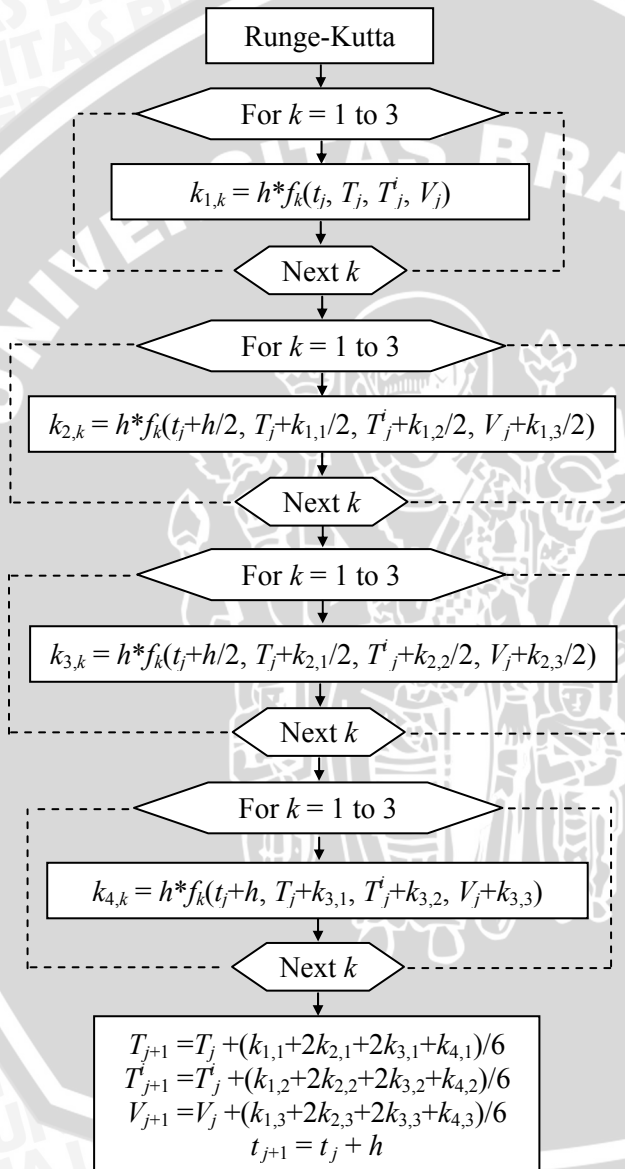 Runge-Kutta
For k = 1 to 3
k₁,ₖ = h*fₖ(tⱼ, Tⱼ, Tⁱⱼ, Vⱼ)
Next k
For k = 1 to 3
k₂,ₖ = h*fₖ(tⱼ+h/2, Tⱼ+k₁,₁/2, Tⁱⱼ+k₁,₂/2, Vⱼ+k₁,₃/2)
Next k
For k = 1 to 3
k₃,ₖ = h*fₖ(tⱼ+h/2, Tⱼ+k₂,₁/2, Tⁱⱼ+k₂,₂/2, Vⱼ+k₂,₃/2)
Next k
For k = 1 to 3
k₄,ₖ = h*fₖ(tⱼ+h, Tⱼ+k₃,₁, Tⁱⱼ+k₃,₂, Vⱼ+k₃,₃)
Next k
Tⱼ₊₁ =Tⱼ +(k₁,₁+2k₂,₁+2k₃,₁+k₄,₁)/6
Tⁱⱼ₊₁ =Tⁱⱼ +(k₁,₂+2k₂,₂+2k₃,₂+k₄,₂)/6
Vⱼ₊₁ =Vⱼ +(k₁,₃+2k₂,₃+2k₃,₃+k₄,₃)/6
tⱼ₊₁ = tⱼ + h